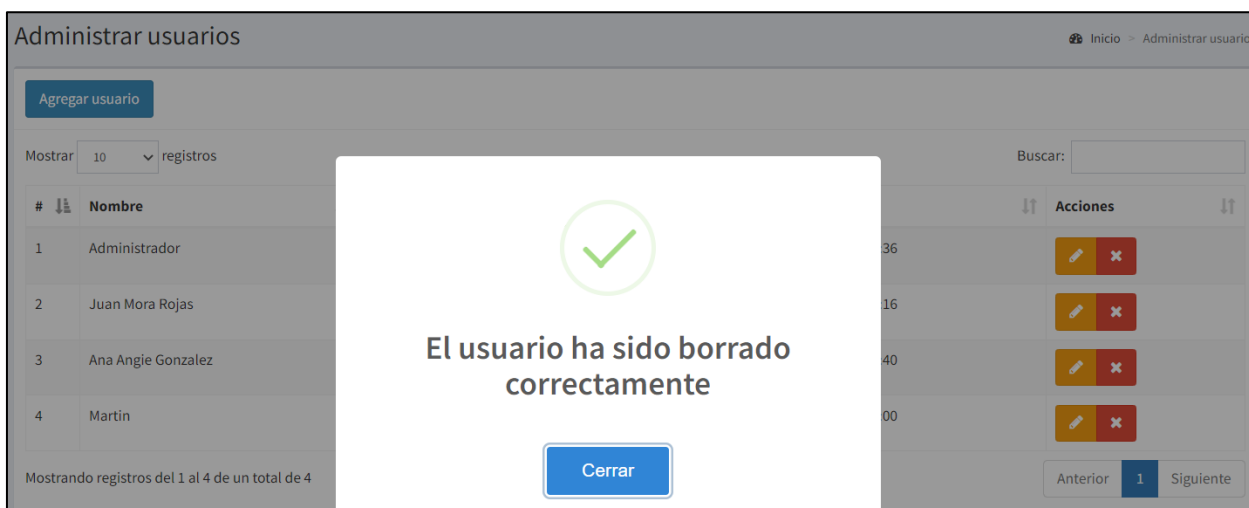 Administrar usuarios
Inicio > Administrar usuario
Agregar usuario
Mostrar 10 registros
Buscar:
# Nombre Acciones
1 Administrador :36
2 Juan Mora Rojas :16
3 Ana Angie Gonzalez :40
4 Martin :00
El usuario ha sido borrado
correctamente
Cerrar
Mostrando registros del 1 al 4 de un total de 4
Anterior 1 Siguiente